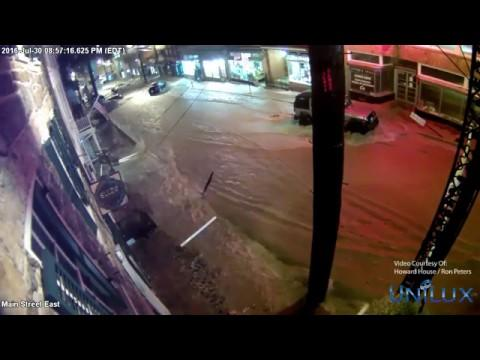 2016-Jul-30 08:57:16.625 PM (EDT)
Video Courtesy Of:
Howard House / Ron Peters
UNILUX
Main Street East